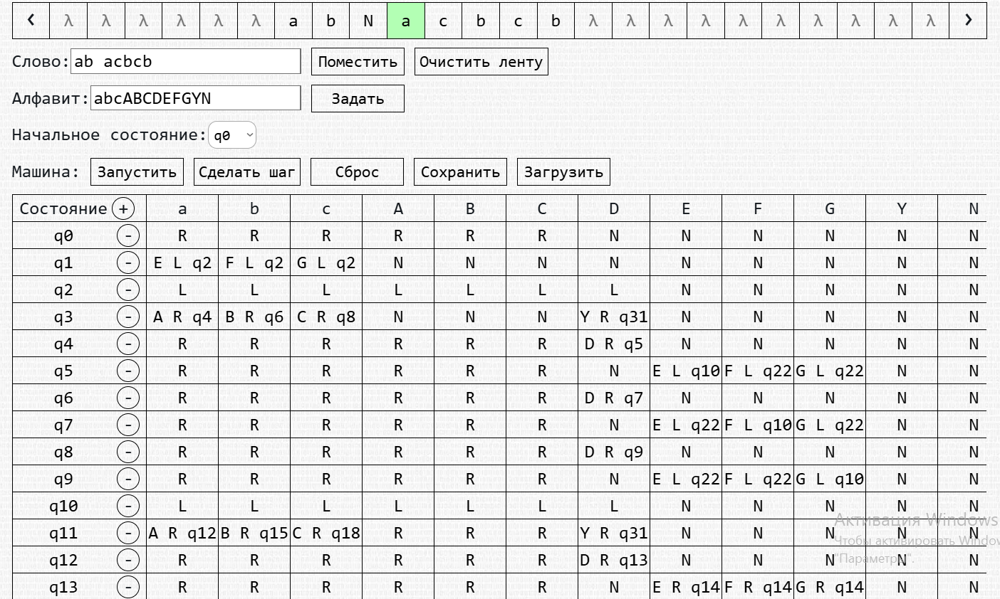 ‹ λ λ λ λ λ λ a b N a c b c b λ λ λ λ λ λ λ λ λ λ ›
Слово: ab acbcb Поместить Очистить ленту
Алфавит: abcABCDEFGYN Задать
Начальное состояние: q0
Машина: Запустить Сделать шаг Сброс Сохранить Загрузить
Состояние + a b c A B C D E F G Y N
q0 - R R R R R R N N N N N N
q1 - E L q2 F L q2 G L q2 N N N N N N N N N
q2 - L L L L L L L N N N N N
q3 - A R q4 B R q6 C R q8 N N N Y R q31 N N N N N
q4 - R R R R R R D R q5 N N N N N
q5 - R R R R R R N E L q10 F L q22 G L q22 N N
q6 - R R R R R R D R q7 N N N N N
q7 - R R R R R R N E L q22 F L q10 G L q22 N N
q8 - R R R R R R D R q9 N N N N N
q9 - R R R R R R N E L q22 F L q22 G L q10 N N
q10 - L L L L L L L N N N N N
q11 - A R q12 B R q15 C R q18 R R R Y R q31 N N N N N
q12 - R R R R R R D R q13 N N N N N
q13 - R R R R R R N E R q14 F R q14 G R q14 N N
Активация Windows
Чтобы активировать Windov
"Параметры".